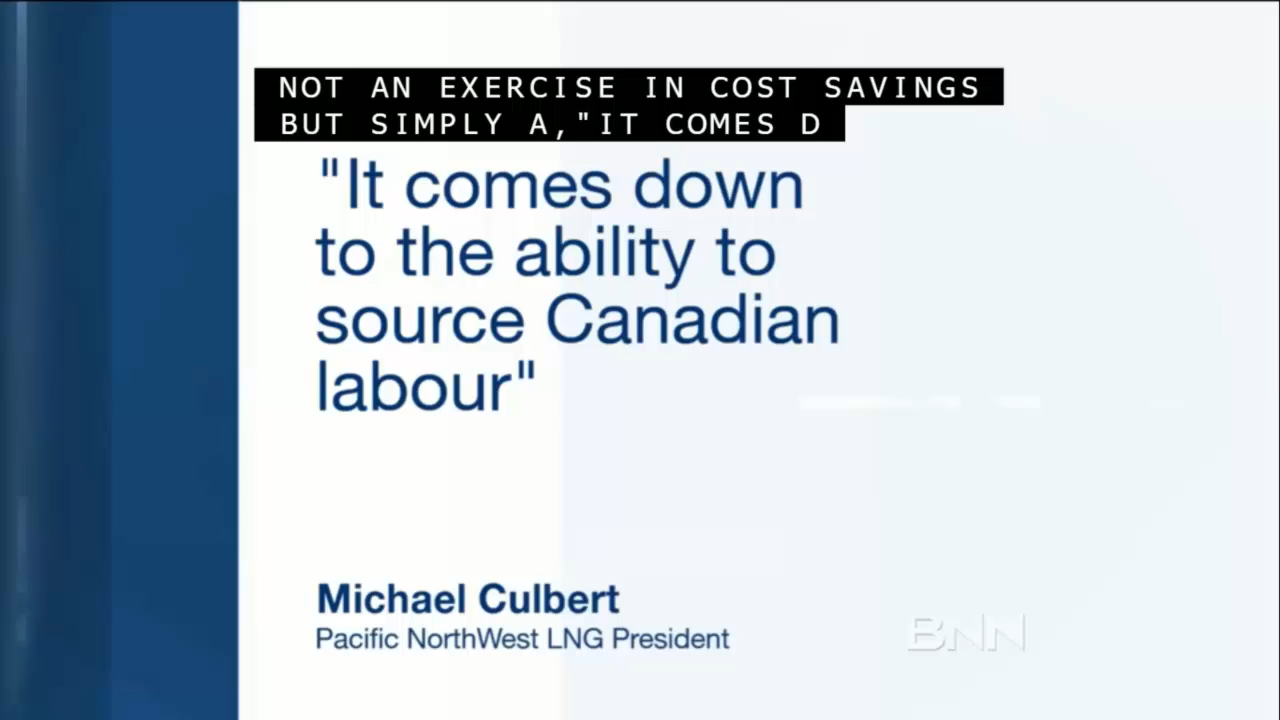 NOT AN EXERCISE IN COST SAVINGS
BUT SIMPLY A,"IT COMES D
"It comes down
to the ability to
source Canadian
labour"
Michael Culbert
Pacific NorthWest LNG President
BNN